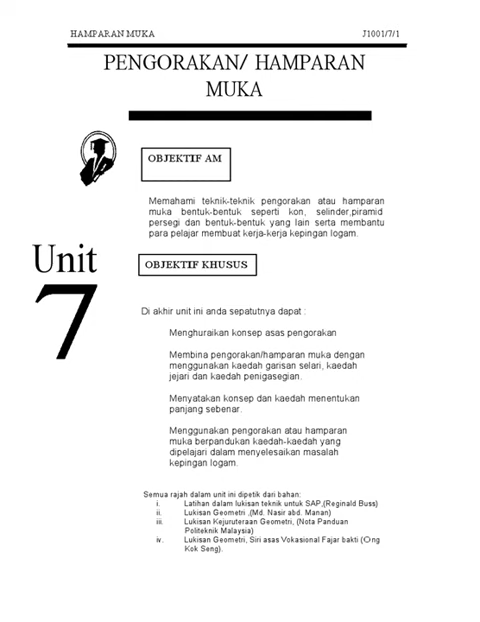 HAMPARAN MUKA J1001/7/1
PENGORAKAN/ HAMPARAN
MUKA
OBJEKTIF AM
Memahami teknik-teknik pengorakan atau hamparan
muka bentuk-bentuk seperti kon, selinder,piramid
persegi dan bentuk-bentuk yang lain serta membantu
para pelajar membuat kerja-kerja kepingan logam.
Unit
7
OBJEKTIF KHUSUS
Di akhir unit ini anda sepatutnya dapat :
Menghuraikan konsep asas pengorakan
Membina pengorakan/hamparan muka dengan
menggunakan kaedah garisan selari, kaedah
jejari dan kaedah penigasegian.
Menyatakan konsep dan kaedah menentukan
panjang sebenar.
Menggunakan pengorakan atau hamparan
muka berpandukan kaedah-kaedah yang
dipelajari dalam menyelesaikan masalah
kepingan logam.
Semua rajah dalam unit ini dipetik dari bahan:
i. Latihan dalam lukisan teknik untuk SAP,(Reginald Buss)
ii. Lukisan Geometri ,(Md. Nasir abd. Manan)
iii. Lukisan Kejuruteraan Geometri, (Nota Panduan
Politeknik Malaysia)
iv. Lukisan Geometri, Siri asas Vokasional Fajar bakti (Ong
Kok Seng).